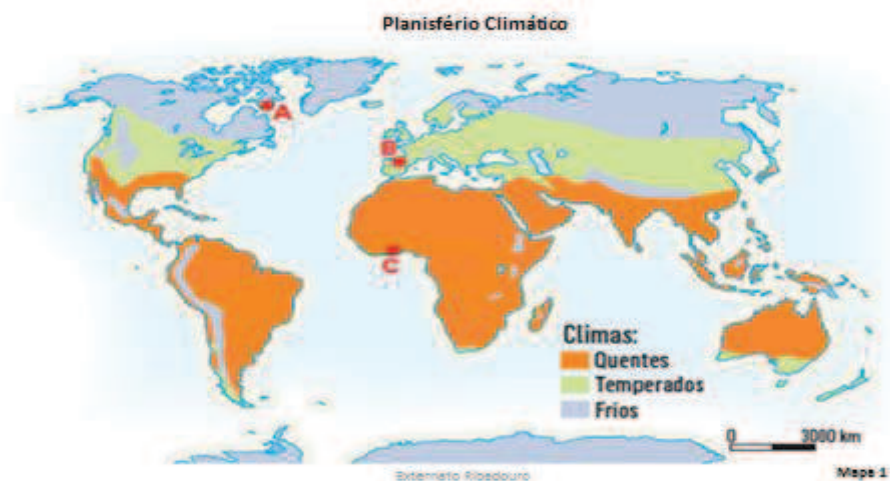 Planisfério Climático
A
B
C
Climas:
Quentes
Temperados
Frios
0 3000 km
Externato Ribadouro
Mapa 1